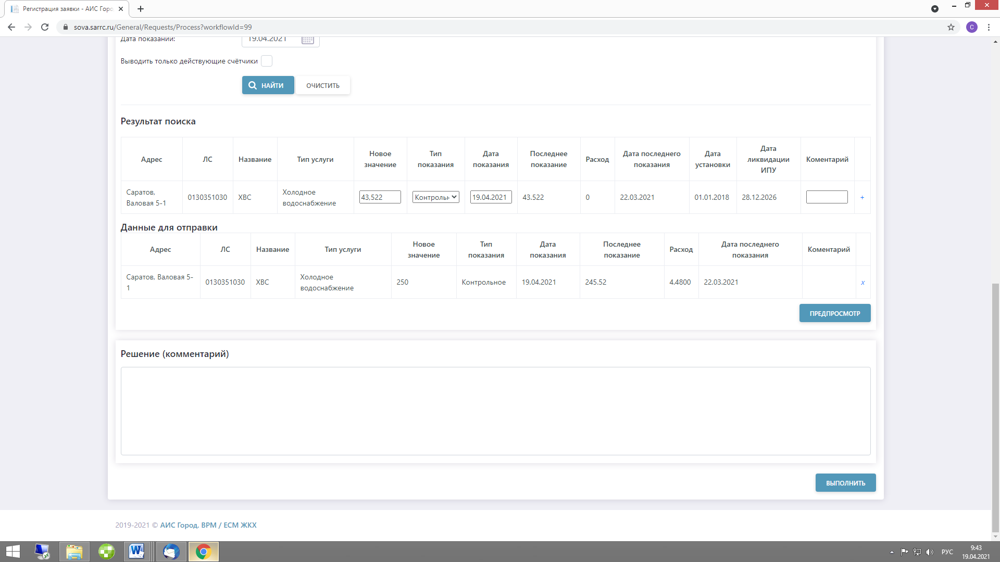 Регистрация заявки - АИС Горо
sova.sarrc.ru/General/Requests/Process?workflowId=99
С
Дата показаний: 19.04.2021
Выводить только действующие счётчики
НАЙТИ ОЧИСТИТЬ
Результат поиска
Адрес ЛС Название Тип услуги Новое значение Тип показания Дата показания Последнее показание Расход Дата последнего показания Дата установки Дата ликвидации ИПУ Коментарий
Саратов, Валовая 5-1 0130351030 ХВС Холодное водоснабжение 43,522 Контрольн 19.04.2021 43.522 0 22.03.2021 01.01.2018 28.12.2026 +
Данные для отправки
Адрес ЛС Название Тип услуги Новое значение Тип показания Дата показания Последнее показание Расход Дата последнего показания Коментарий
Саратов, Валовая 5-1 0130351030 ХВС Холодное водоснабжение 250 Контрольное 19.04.2021 245.52 4.4800 22.03.2021 x
ПРЕДПРОСМОТР
Решение (комментарий)
ВЫПОЛНИТЬ
2019-2021 © АИС Город. ВРМ / ЕСМ ЖКХ
РУС
9:43
19.04.2021